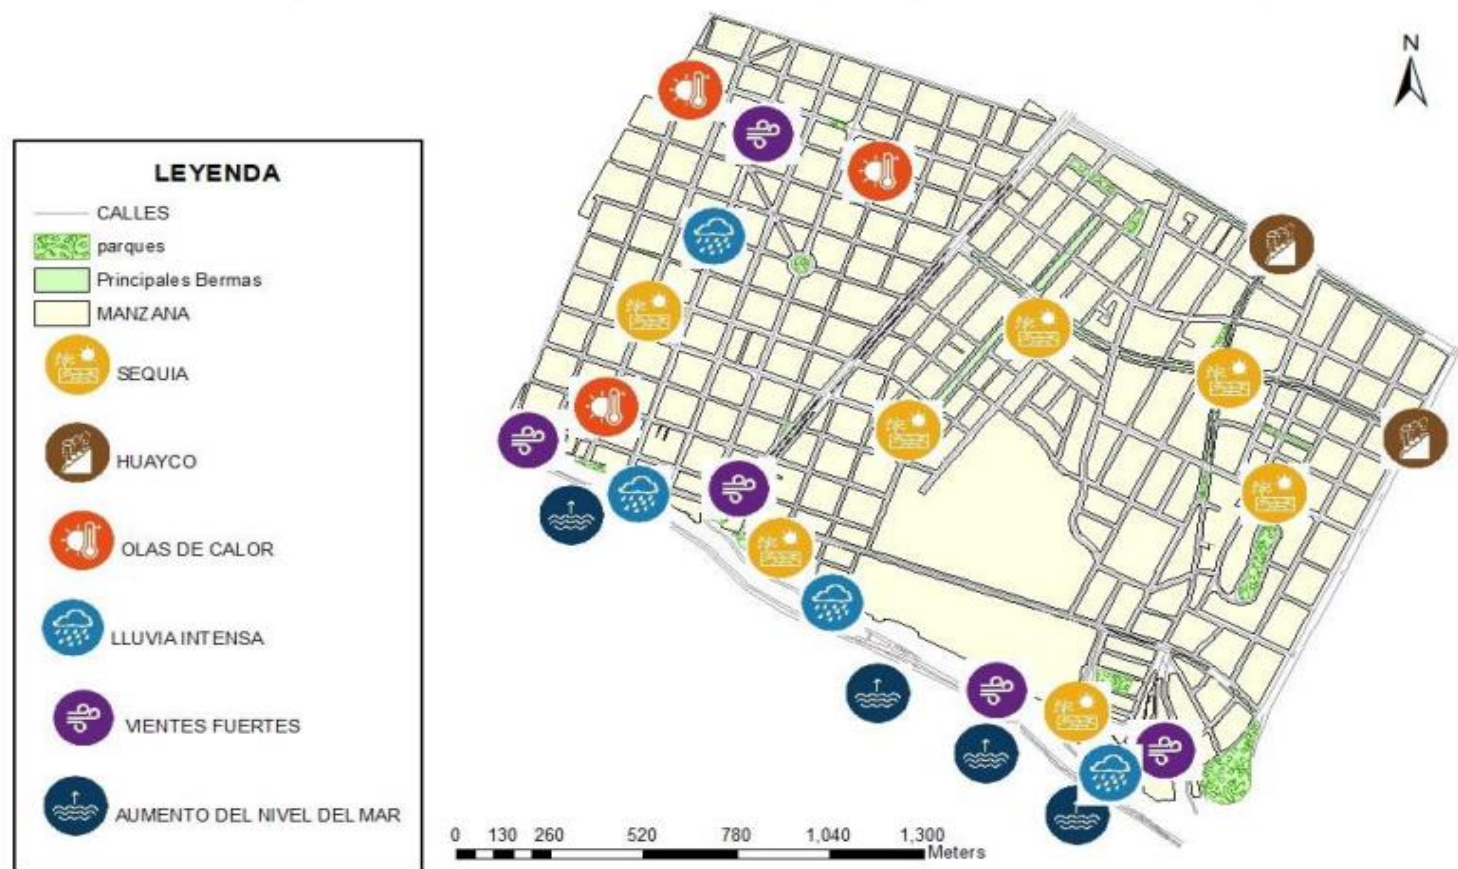 N
LEYENDA
CALLES
parques
Principales Bermas
MANZANA
SEQUIA
HUAYCO
OLAS DE CALOR
LLUVIA INTENSA
VIENTES FUERTES
AUMENTO DEL NIVEL DEL MAR
0 130 260 520 780 1,040 1,300
Meters